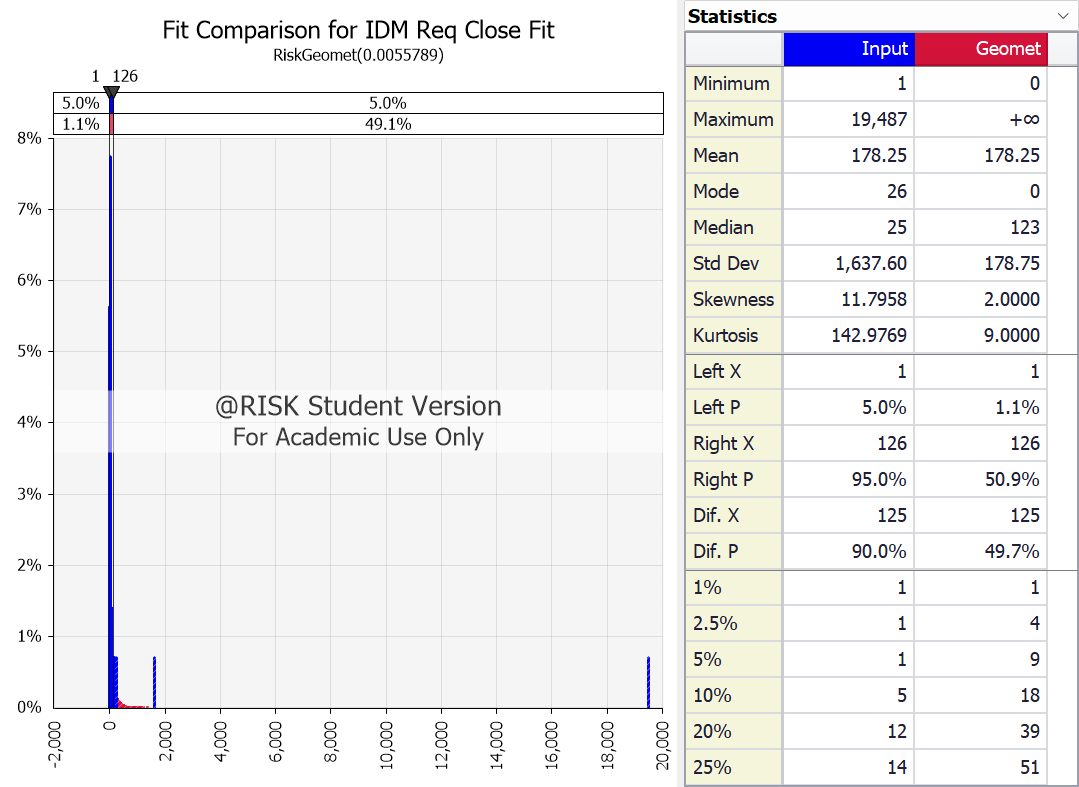 Fit Comparison for IDM Req Close Fit
RiskGeomet(0.0055789)
1 126
5.0% 5.0%
1.1% 49.1%
8%
7%
6%
5%
4%
3%
2%
1%
0%
@RISK Student Version
For Academic Use Only
-2,000 0 2,000 4,000 6,000 8,000 10,000 12,000 14,000 16,000 18,000 20,000
Statistics
Input Geomet
Minimum 1 0
Maximum 19,487 +∞
Mean 178.25 178.25
Mode 26 0
Median 25 123
Std Dev 1,637.60 178.75
Skewness 11.7958 2.0000
Kurtosis 142.9769 9.0000
Left X 1 1
Left P 5.0% 1.1%
Right X 126 126
Right P 95.0% 50.9%
Dif. X 125 125
Dif. P 90.0% 49.7%
1% 1 1
2.5% 1 4
5% 1 9
10% 5 18
20% 12 39
25% 14 51